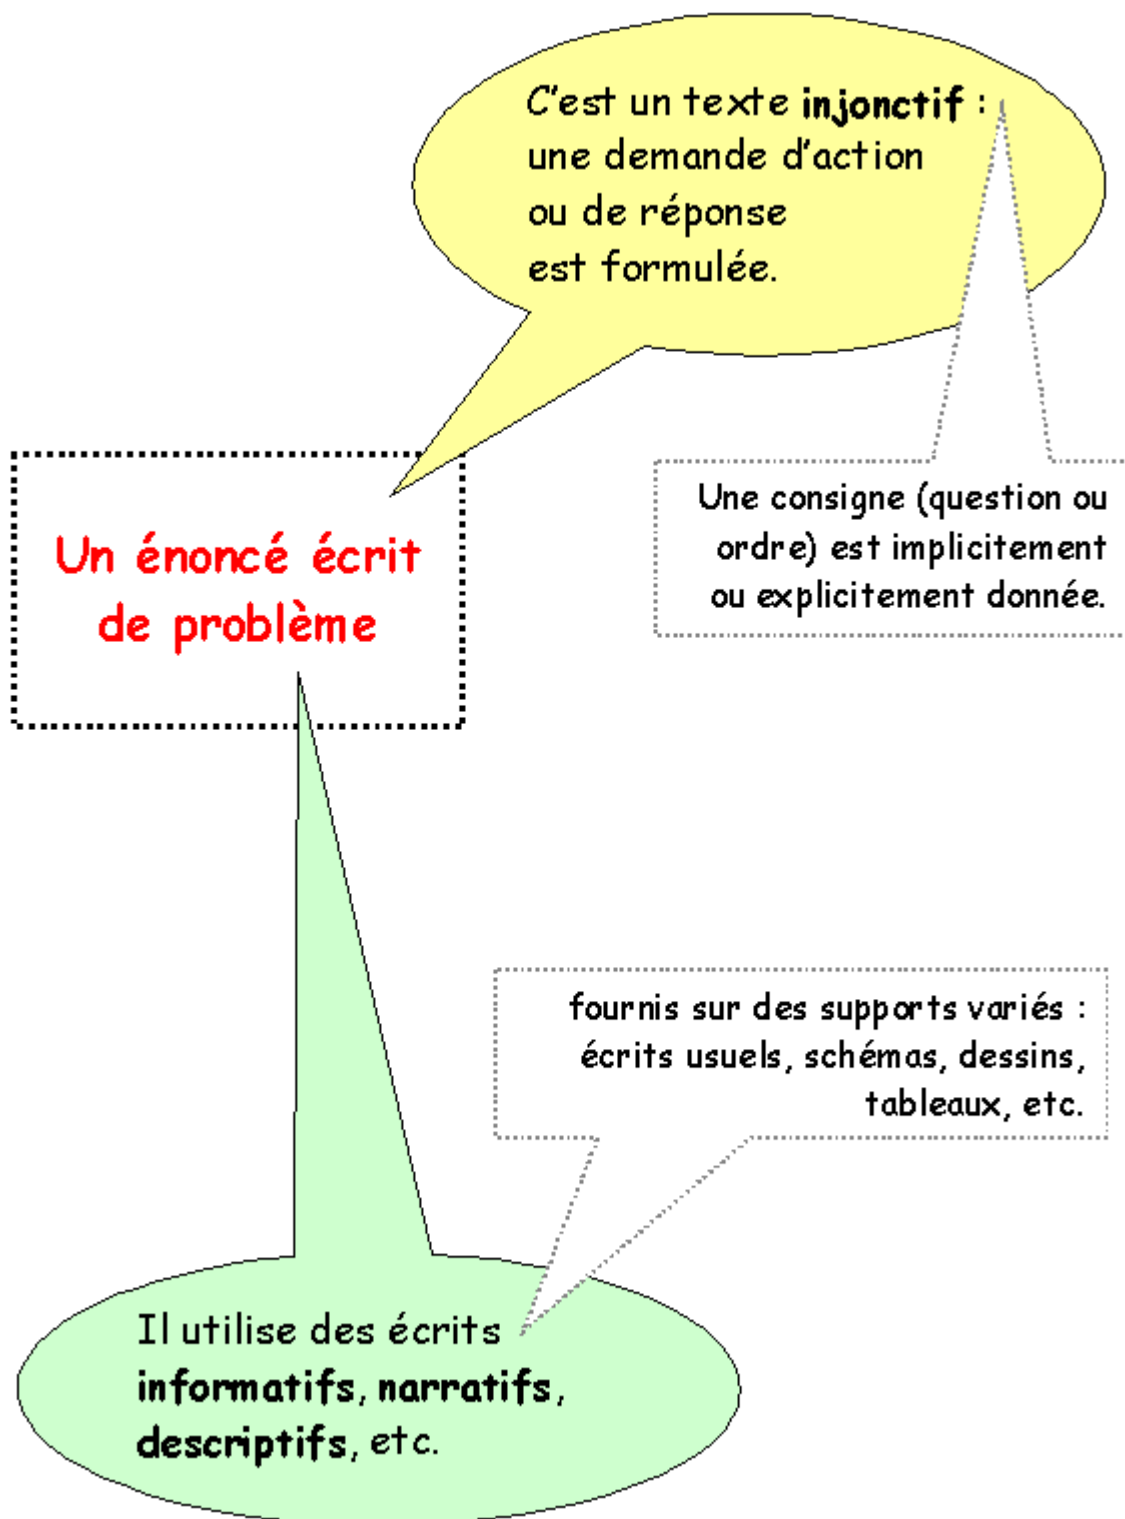 C'est un texte injonctif :
une demande d'action
ou de réponse
est formulée.
Une consigne (question ou
ordre) est implicitement
ou explicitement donnée.
Un énoncé écrit
de problème
fournis sur des supports variés :
écrits usuels, schémas, dessins,
tableaux, etc.
Il utilise des écrits
informatifs, narratifs,
descriptifs, etc.